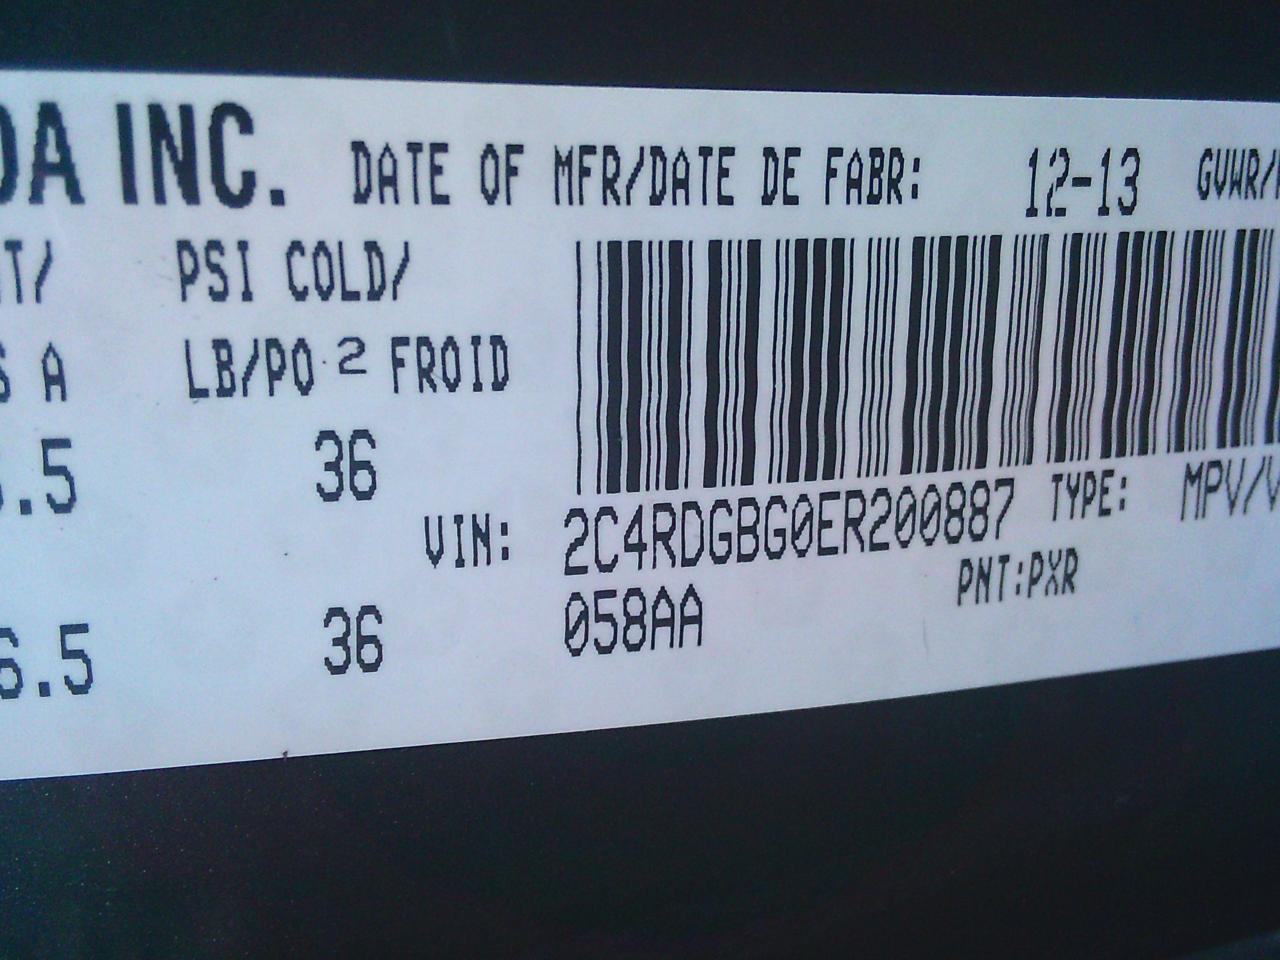 DA INC. DATE OF MFR/DATE DE FABR: 12-13 GVWR/
T/ PSI COLD/
S A LB/PO 2 FROID
.5 36
VIN: 2C4RDGBG0ER200887 TYPE: MPV/V
058AA PNT:PXR
6.5 36